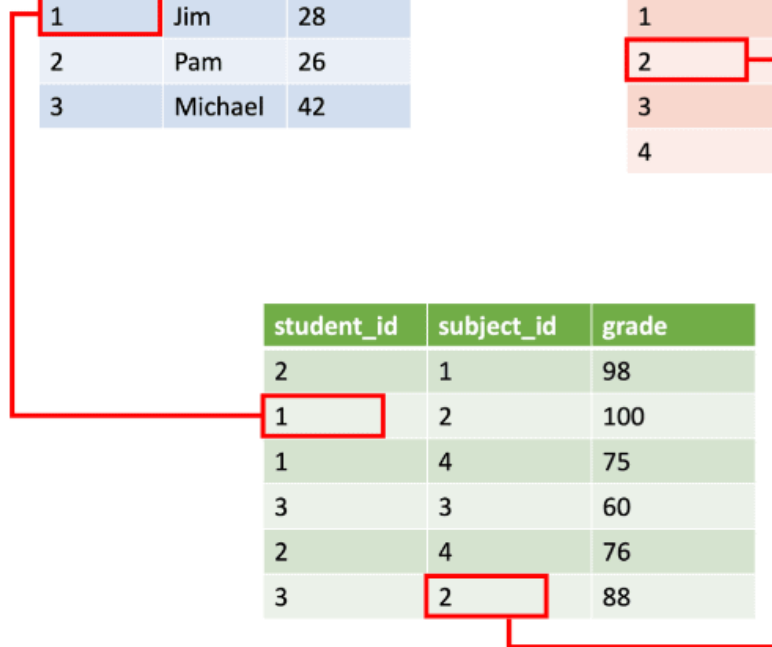 1 Jim 28
2 Pam 26
3 Michael 42
1
2
3
4
student_id subject_id grade
2 1 98
1 2 100
1 4 75
3 3 60
2 4 76
3 2 88